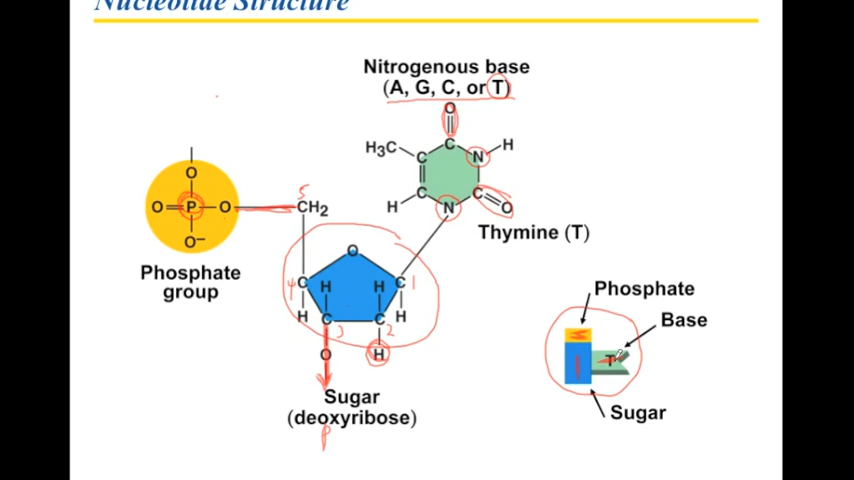 Nucleotide Structure
Nitrogenous base
(A, G, C, or T)
O
H₃C
C
C
N
H
C
C
O
H
N
Thymine (T)
O
O=P—O
O⁻
5
CH₂
Phosphate
group
O
4
C
H
H
C
1
H
C
C
H
3
2
O
H
Sugar
(deoxyribose)
P
Phosphate
Base
T
Sugar